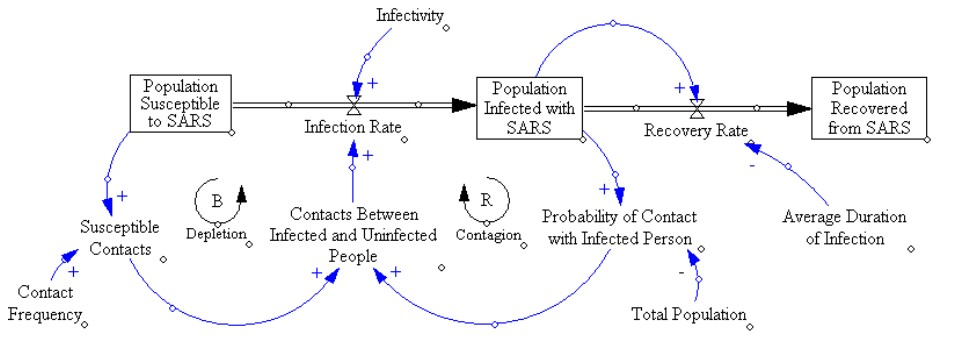 Infectivity
+
Population
Susceptible
to SARS
Infection Rate
Population
Infected with
SARS
+
Recovery Rate
Population
Recovered
from SARS
+
-
+
Susceptible
Contacts
B
Depletion
Contacts Between
Infected and Uninfected
People
R
Contagion
+
Probability of Contact
with Infected Person
Average Duration
of Infection
+
Contact
Frequency
+
+
-
Total Population